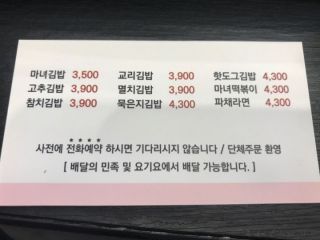 마녀김밥 3,500 교리김밥 3,900 핫도그김밥 4,300
고추김밥 3,900 멸치김밥 3,900 마녀떡볶이 4,300
참치김밥 3,900 묵은지김밥 4,300 파채라면 4,300
사전에 전화예약 하시면 기다리시지 않습니다 / 단체주문 환영
[ 배달의 민족 및 요기요에서 배달 가능합니다. ]